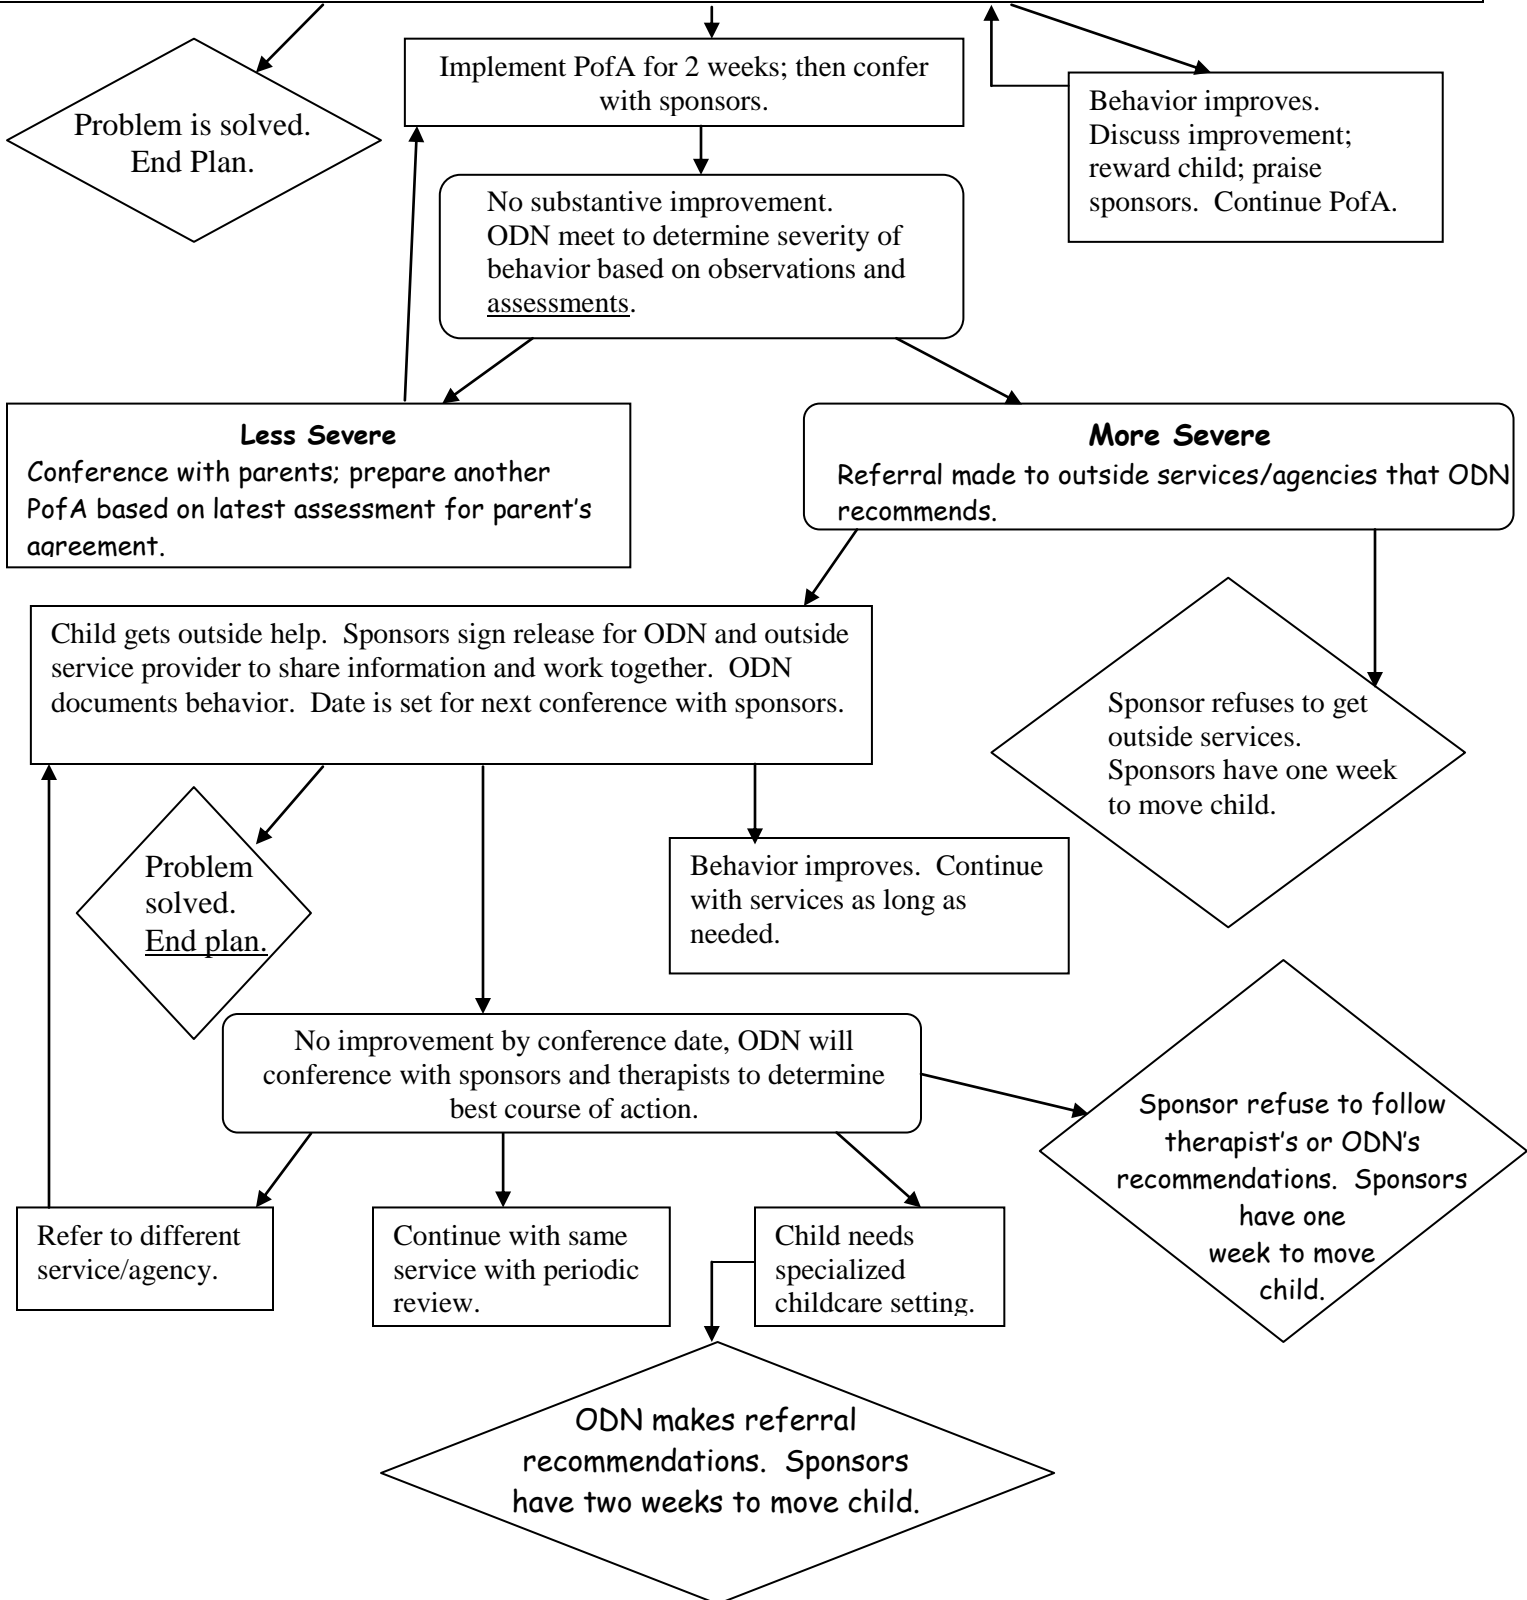 Problem is solved.
End Plan.
Implement PofA for 2 weeks; then confer
with sponsors.
Behavior improves.
Discuss improvement;
reward child; praise
sponsors.  Continue PofA.
No substantive improvement.
ODN meet to determine severity of
behavior based on observations and
assessments.
Less Severe
Conference with parents; prepare another
PofA based on latest assessment for parent's
agreement.
More Severe
Referral made to outside services/agencies that ODN
recommends.
Child gets outside help.  Sponsors sign release for ODN and outside
service provider to share information and work together.  ODN
documents behavior.  Date is set for next conference with sponsors.
Sponsor refuses to get
outside services.
Sponsors have one week
to move child.
Problem
solved.
End plan.
Behavior improves.  Continue
with services as long as
needed.
No improvement by conference date, ODN will
conference with sponsors and therapists to determine
best course of action.
Sponsor refuse to follow
therapist's or ODN's
recommendations.  Sponsors
have one
week to move
child.
Refer to different
service/agency.
Continue with same
service with periodic
review.
Child needs
specialized
childcare setting.
ODN makes referral
recommendations.  Sponsors
have two weeks to move child.